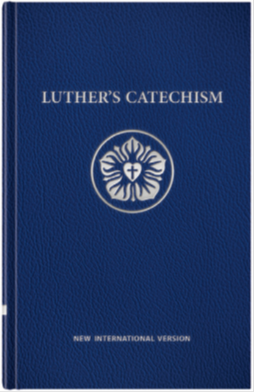 LUTHER'S CATECHISM
NEW INTERNATIONAL VERSION